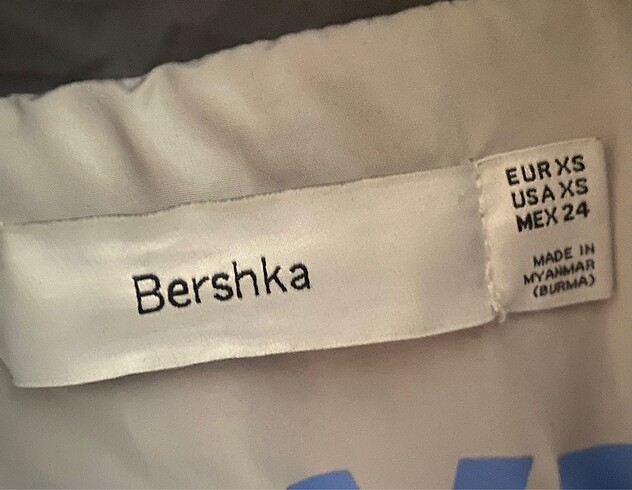 Bershka
EUR XS
USA XS
MEX 24
MADE IN
MYANMAR
(BURMA)